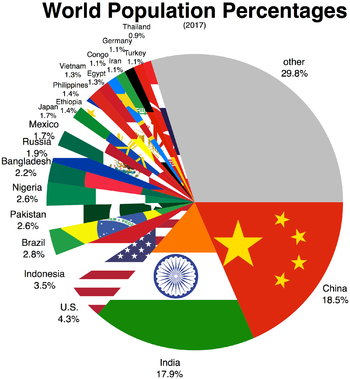 World Population Percentages
(2017)
Thailand
0.9%
Germany
1.1%
Turkey
1.1%
Congo
1.1%
Iran
1.1%
Vietnam
1.3%
Egypt
1.3%
Philippines
1.4%
Ethiopia
1.4%
Japan
1.7%
Mexico
1.7%
Russia
1.9%
Bangladesh
2.2%
Nigeria
2.6%
Pakistan
2.6%
Brazil
2.8%
Indonesia
3.5%
U.S.
4.3%
India
17.9%
China
18.5%
other
29.8%